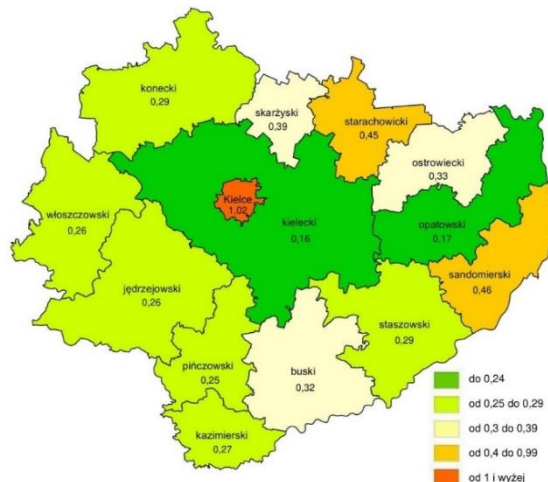 konecki
0,29
skarżyski
0,39
starachowicki
0,45
ostrowiecki
0,33
włoszczowski
0,26
Kielce
1,02
kielecki
0,16
opatowski
0,17
sandomierski
0,46
jędrzejowski
0,26
staszowski
0,29
pińczowski
0,25
buski
0,32
kazimierski
0,27
do 0,24
od 0,25 do 0,29
od 0,3 do 0,39
od 0,4 do 0,99
od 1 i wyżej